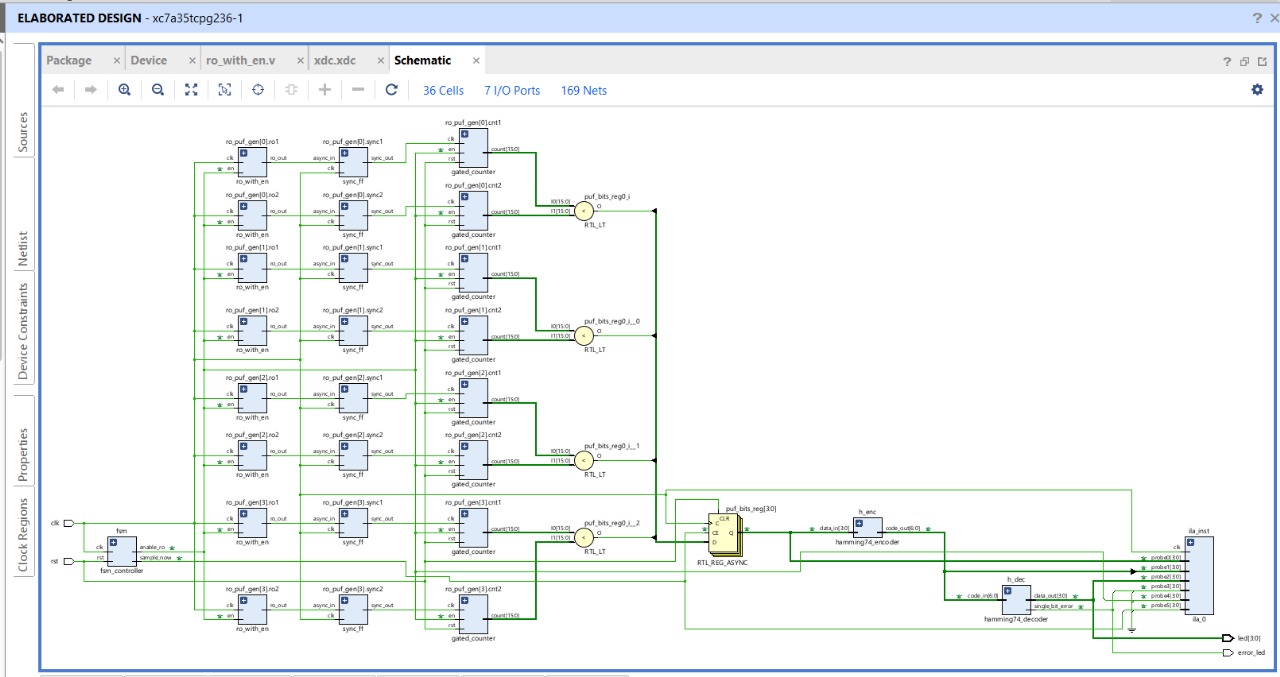 ELABORATED DESIGN - xc7a35tcpg236-1
Package
Device
ro_with_en.v
xdc.xdc
Schematic
36 Cells
7 I/O Ports
169 Nets
Sources
Netlist
Device Constraints
Properties
Clock Regions
ro_puf_gen[0].ro1
clk
en
ro_out
ro_with_en
ro_puf_gen[0].sync1
async_in
clk
sync_out
sync_ff
ro_puf_gen[0].cnt1
clk
en
rst
count[15:0]
gated_counter
ro_puf_gen[0].ro2
clk
en
ro_out
ro_with_en
ro_puf_gen[0].sync2
async_in
clk
sync_out
sync_ff
ro_puf_gen[0].cnt2
clk
en
rst
count[15:0]
gated_counter
puf_bits_reg0_i
I0[15:0]
I1[15:0]
O
RTL_LT
ro_puf_gen[1].ro1
clk
en
ro_out
ro_with_en
ro_puf_gen[1].sync1
async_in
clk
sync_out
sync_ff
ro_puf_gen[1].cnt1
clk
en
rst
count[15:0]
gated_counter
ro_puf_gen[1].ro2
clk
en
ro_out
ro_with_en
ro_puf_gen[1].sync2
async_in
clk
sync_out
sync_ff
ro_puf_gen[1].cnt2
clk
en
rst
count[15:0]
gated_counter
puf_bits_reg0_i__0
I0[15:0]
I1[15:0]
O
RTL_LT
ro_puf_gen[2].ro1
clk
en
ro_out
ro_with_en
ro_puf_gen[2].sync1
async_in
clk
sync_out
sync_ff
ro_puf_gen[2].cnt1
clk
en
rst
count[15:0]
gated_counter
ro_puf_gen[2].ro2
clk
en
ro_out
ro_with_en
ro_puf_gen[2].sync2
async_in
clk
sync_out
sync_ff
ro_puf_gen[2].cnt2
clk
en
rst
count[15:0]
gated_counter
puf_bits_reg0_i__1
I0[15:0]
I1[15:0]
O
RTL_LT
ro_puf_gen[3].ro1
clk
en
ro_out
ro_with_en
ro_puf_gen[3].sync1
async_in
clk
sync_out
sync_ff
ro_puf_gen[3].cnt1
clk
en
rst
count[15:0]
gated_counter
puf_bits_reg0_i__2
I0[15:0]
I1[15:0]
O
RTL_LT
clk
rst
fsm
clk
rst
enable_ro
sample_now
fsm_controller
ro_puf_gen[3].ro2
clk
en
ro_out
ro_with_en
ro_puf_gen[3].sync2
async_in
clk
sync_out
sync_ff
ro_puf_gen[3].cnt2
clk
en
rst
count[15:0]
gated_counter
puf_bits_reg[3:0]
CLR
C
CE
D
Q
RTL_REG_ASYNC
h_enc
data_in[3:0]
code_out[6:0]
hamming74_encoder
h_dec
code_in[6:0]
data_out[3:0]
single_bit_error
hamming74_decoder
ila_inst
clk
probe0[3:0]
probe1[3:0]
probe2[3:0]
probe3[3:0]
probe4[3:0]
probe5[3:0]
ila_0
led[3:0]
error_led